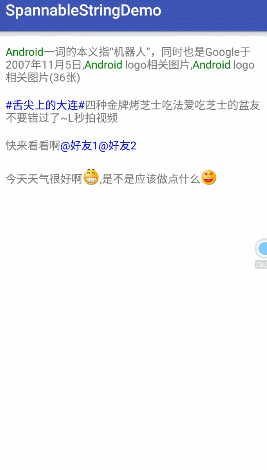 SpannableStringDemo
Android一词的本义指"机器人"，同时也是Google于
2007年11月5日,Android logo相关图片,Android logo
相关图片(36张)
#舌尖上的大连#四种金牌烤芝士吃法爱吃芝士的盆友
不要错过了~L秒拍视频
快来看看啊@好友1@好友2
今天天气很好啊,是不是应该做点什么